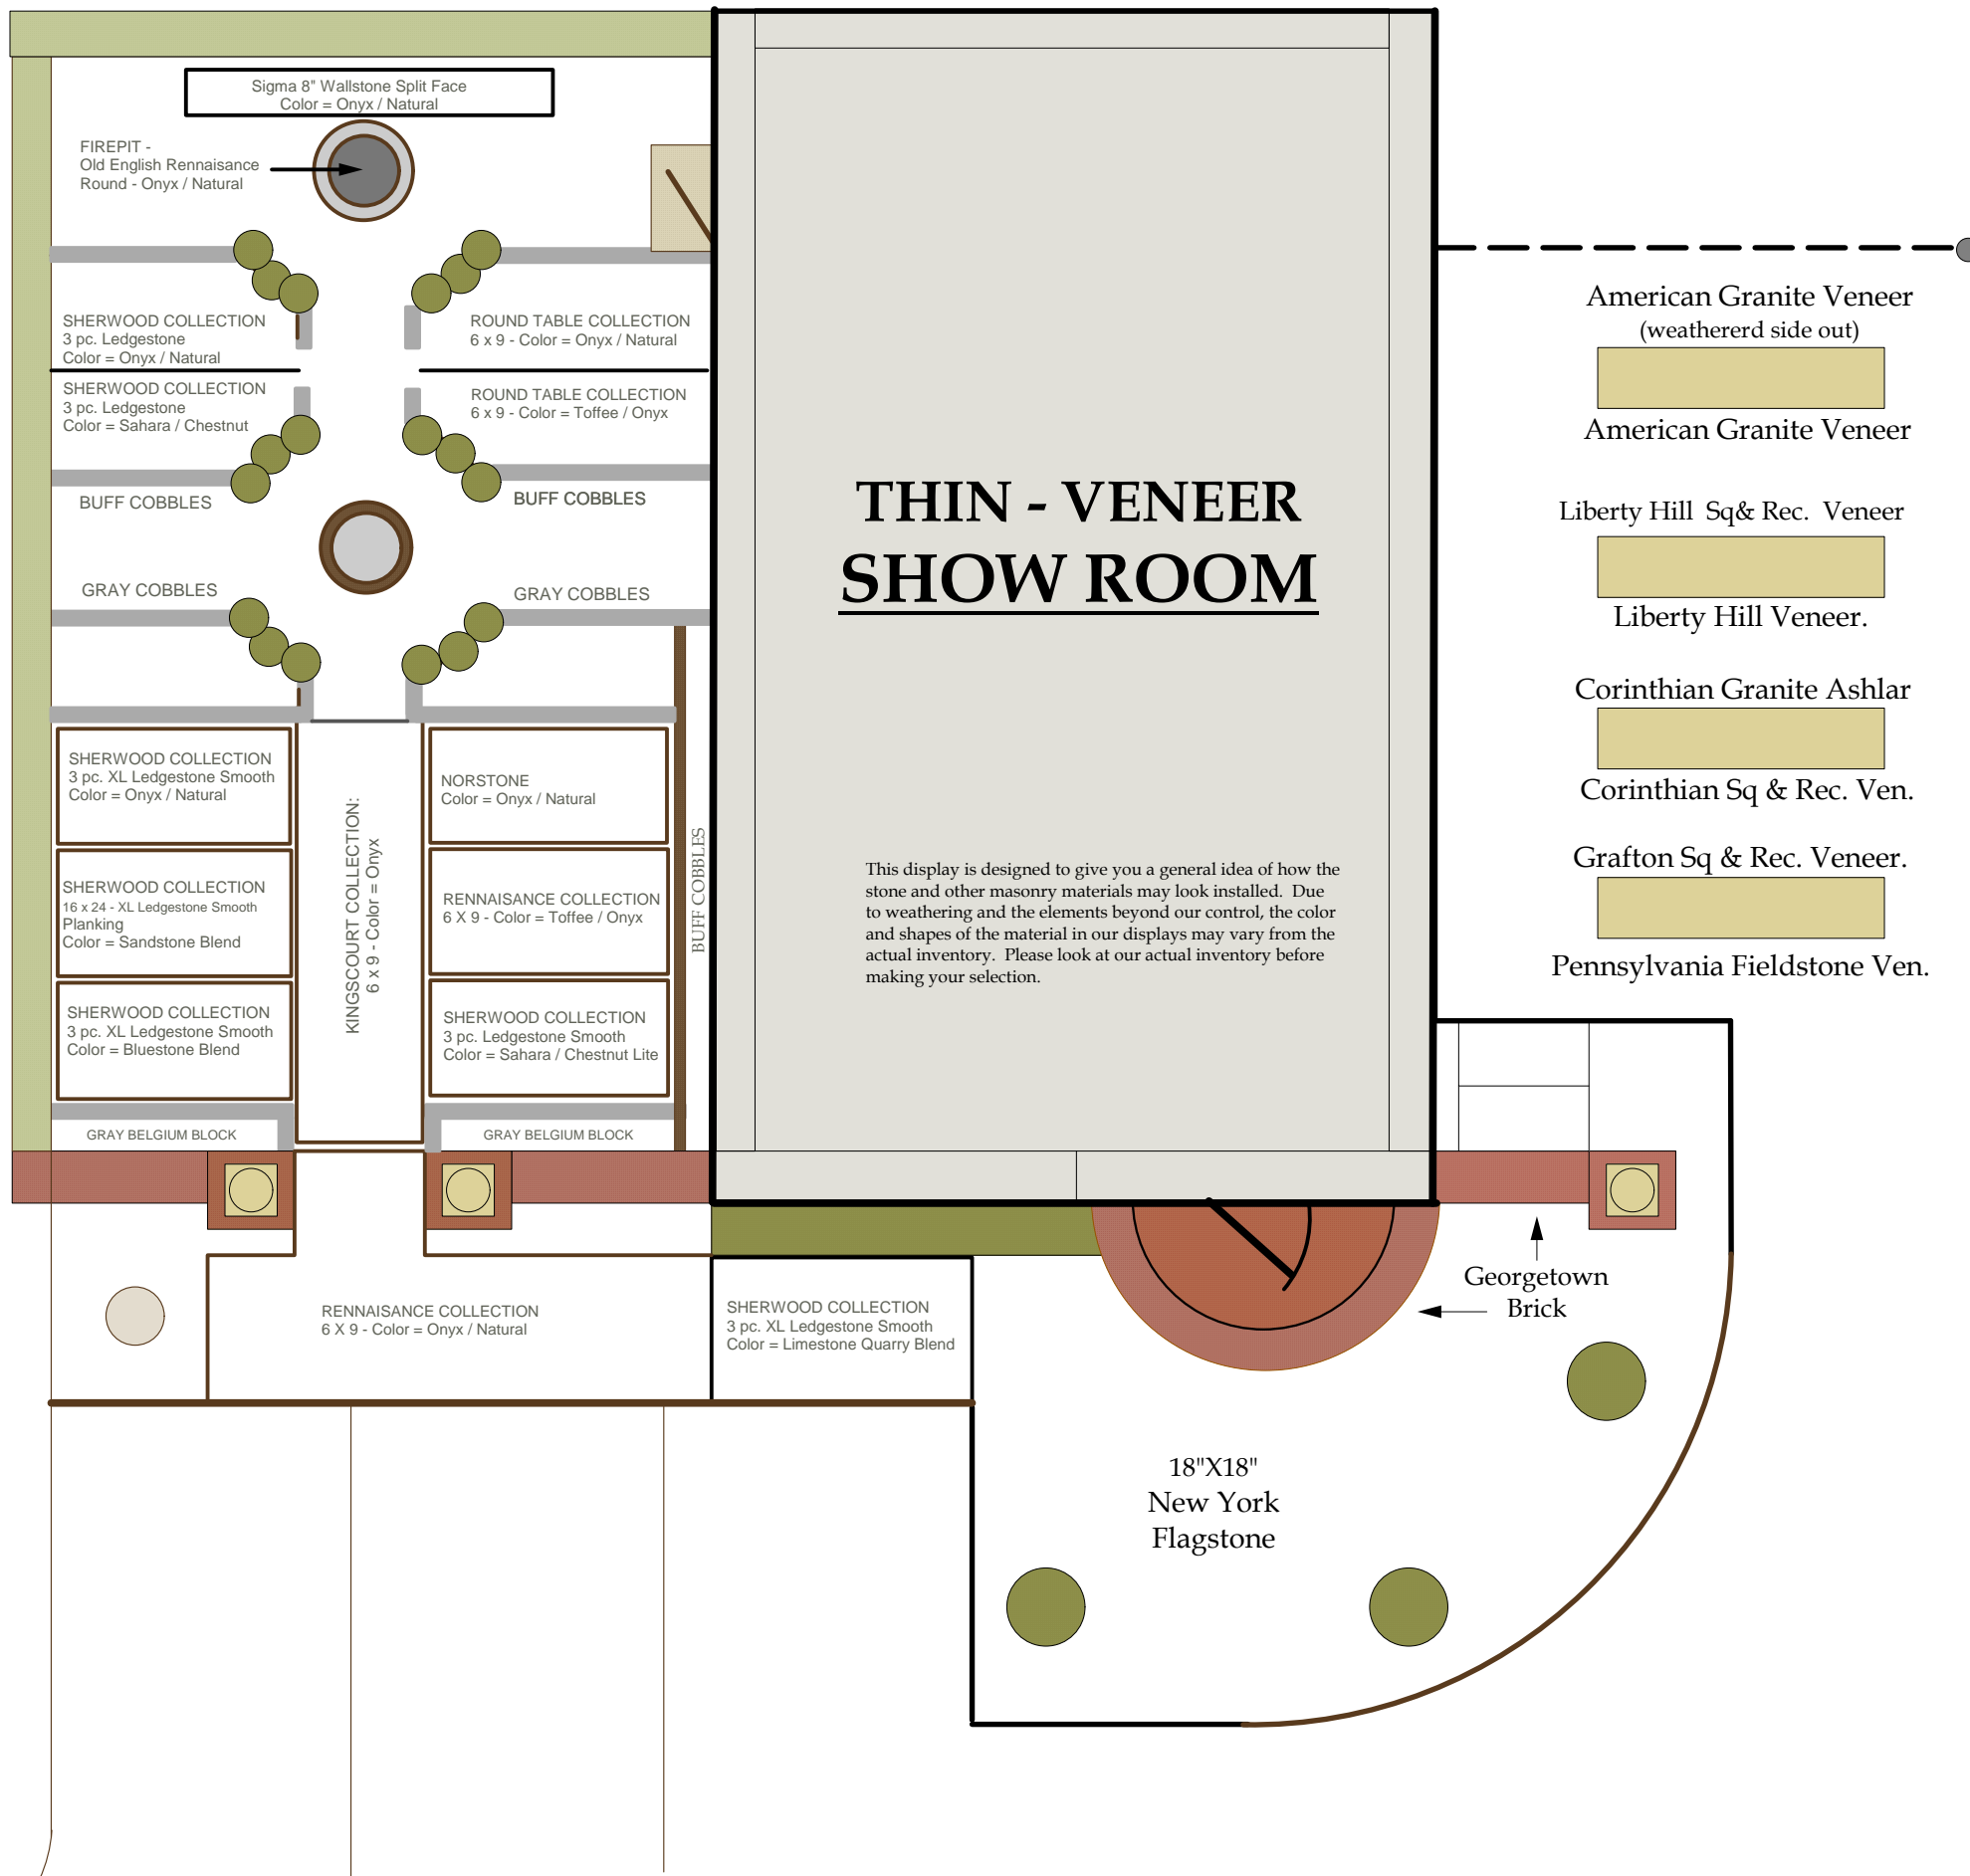 Sigma 8" Wallstone Split Face
Color = Onyx / Natural
FIREPIT -
Old English Rennaisance
Round - Onyx / Natural
SHERWOOD COLLECTION
3 pc. Ledgestone
Color = Onyx / Natural
ROUND TABLE COLLECTION
6 x 9 - Color = Onyx / Natural
SHERWOOD COLLECTION
3 pc. Ledgestone
Color = Sahara / Chestnut
ROUND TABLE COLLECTION
6 x 9 - Color = Toffee / Onyx
BUFF COBBLES
BUFF COBBLES
GRAY COBBLES
GRAY COBBLES
SHERWOOD COLLECTION
3 pc. XL Ledgestone Smooth
Color = Onyx / Natural
SHERWOOD COLLECTION
16 x 24 - XL Ledgestone Smooth
Planking
Color = Sandstone Blend
SHERWOOD COLLECTION
3 pc. XL Ledgestone Smooth
Color = Bluestone Blend
KINGSCOURT COLLECTION:
6 x 9 - Color = Onyx
NORSTONE
Color = Onyx / Natural
RENNAISANCE COLLECTION
6 X 9 - Color = Toffee / Onyx
SHERWOOD COLLECTION
3 pc. Ledgestone Smooth
Color = Sahara / Chestnut Lite
BUFF COBBLES
GRAY BELGIUM BLOCK
GRAY BELGIUM BLOCK
RENNAISANCE COLLECTION
6 X 9 - Color = Onyx / Natural
SHERWOOD COLLECTION
3 pc. XL Ledgestone Smooth
Color = Limestone Quarry Blend
THIN - VENEER
SHOW ROOM
This display is designed to give you a general idea of how the
stone and other masonry materials may look installed. Due
to weathering and the elements beyond our control, the color
and shapes of the material in our displays may vary from the
actual inventory. Please look at our actual inventory before
making your selection.
American Granite Veneer
(weathererd side out)
American Granite Veneer
Liberty Hill Sq& Rec. Veneer
Liberty Hill Veneer.
Corinthian Granite Ashlar
Corinthian Sq & Rec. Ven.
Grafton Sq & Rec. Veneer.
Pennsylvania Fieldstone Ven.
Georgetown
Brick
18"X18"
New York
Flagstone